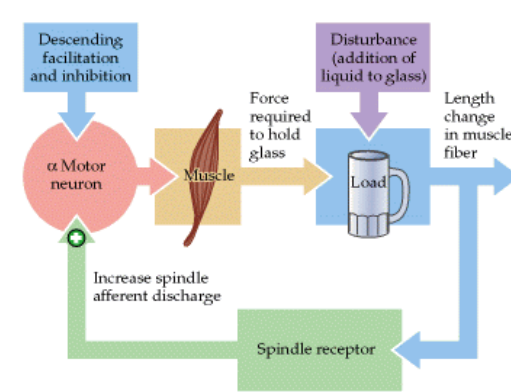 Descending
facilitation
and inhibition
Disturbance
(addition of
liquid to glass)
Force
required
to hold
glass
Length
change
in muscle
fiber
α Motor
neuron
Muscle
Load
+
Increase spindle
afferent discharge
Spindle receptor